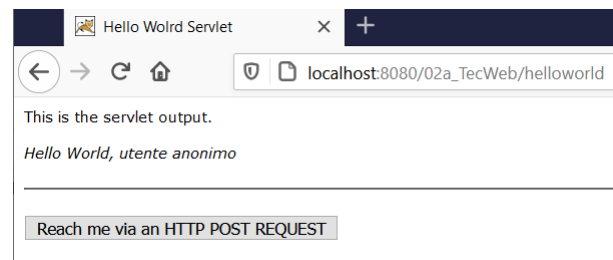 Hello Wolrd Servlet
localhost:8080/02a_TecWeb/helloworld
This is the servlet output.
Hello World, utente anonimo
Reach me via an HTTP POST REQUEST